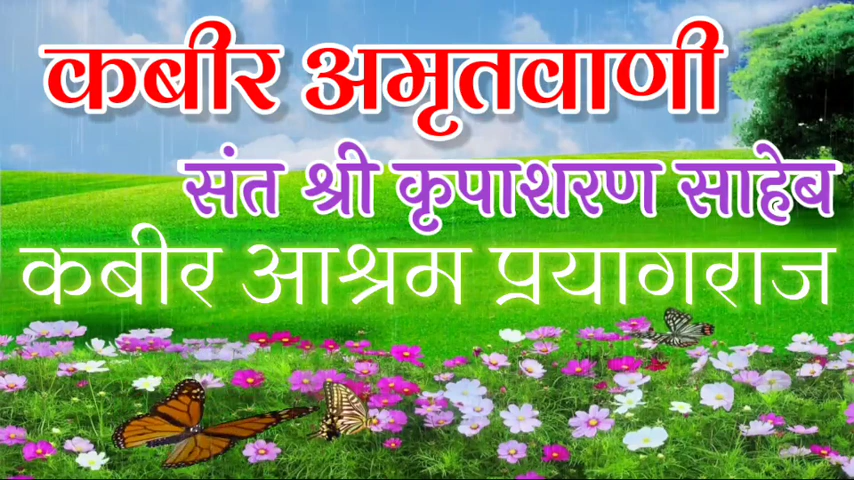 कबीर अमृतवाणी
संत श्री कृपाशरण साहेब
कबीर आश्रम प्रयागराज